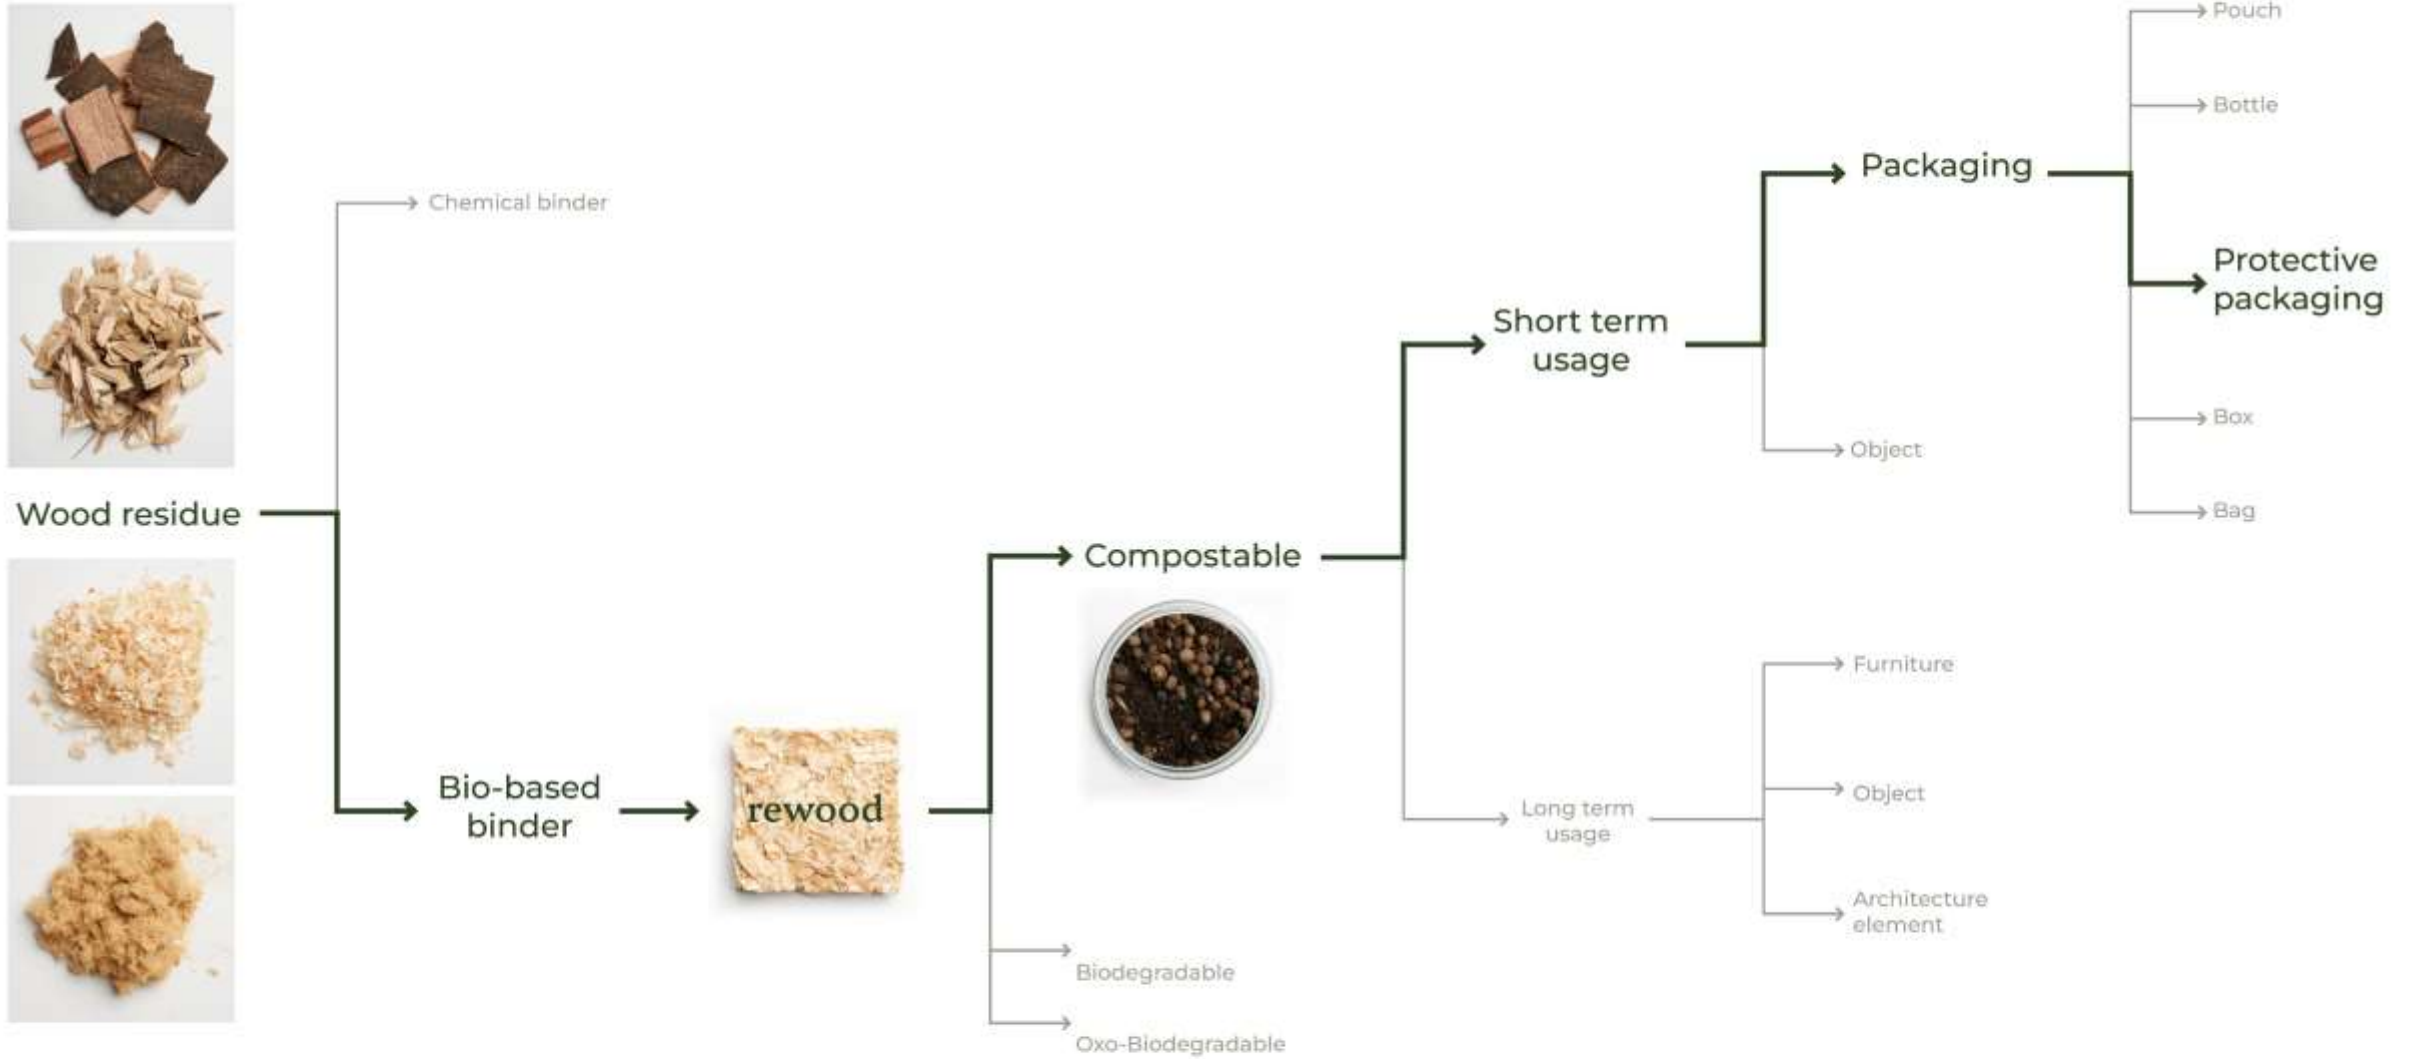 Wood residue
Chemical binder
Bio-based
binder
rewood
Compostable
Biodegradable
Oxo-Biodegradable
Short term
usage
Long term
usage
Packaging
Object
Furniture
Object
Architecture
element
Pouch
Bottle
Protective
packaging
Box
Bag